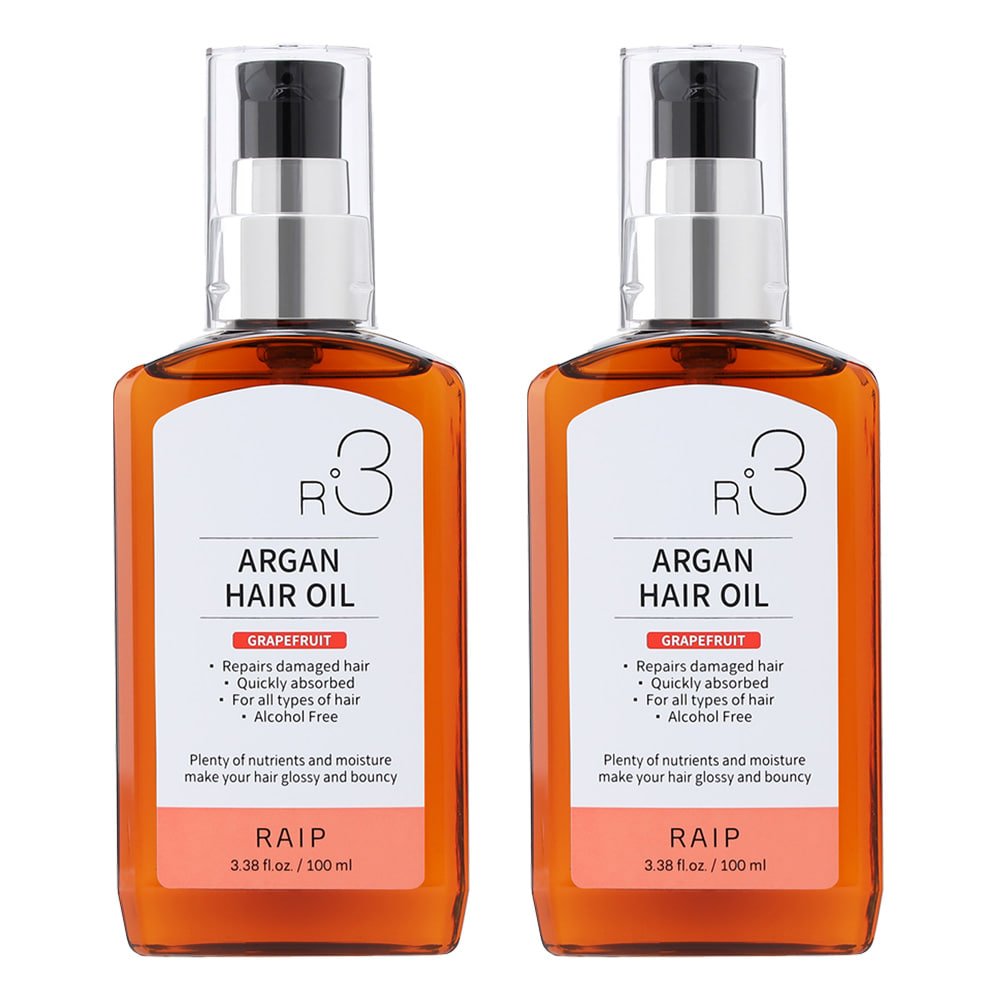 R3
ARGAN
HAIR OIL
GRAPEFRUIT
• Repairs damaged hair
• Quickly absorbed
• For all types of hair
• Alcohol Free
Plenty of nutrients and moisture
make your hair glossy and bouncy
RAIP
3.38 fl.oz. / 100 ml
R3
ARGAN
HAIR OIL
GRAPEFRUIT
• Repairs damaged hair
• Quickly absorbed
• For all types of hair
• Alcohol Free
Plenty of nutrients and moisture
make your hair glossy and bouncy
RAIP
3.38 fl.oz. / 100 ml